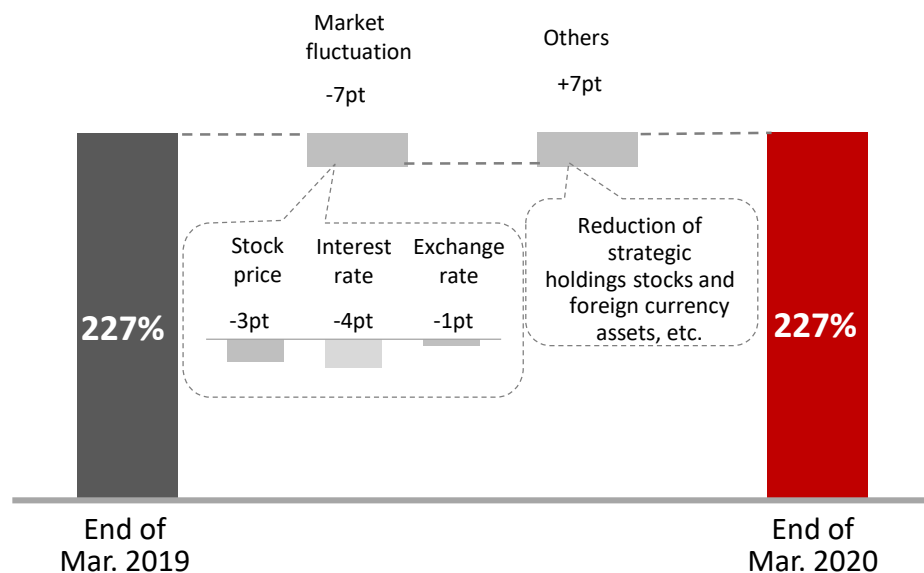 Market
fluctuation
-7pt
Others
+7pt
227%
Stock
price
-3pt
Interest
rate
-4pt
Exchange
rate
-1pt
Reduction of
strategic
holdings stocks and
foreign currency
assets, etc.
227%
End of
Mar. 2019
End of
Mar. 2020